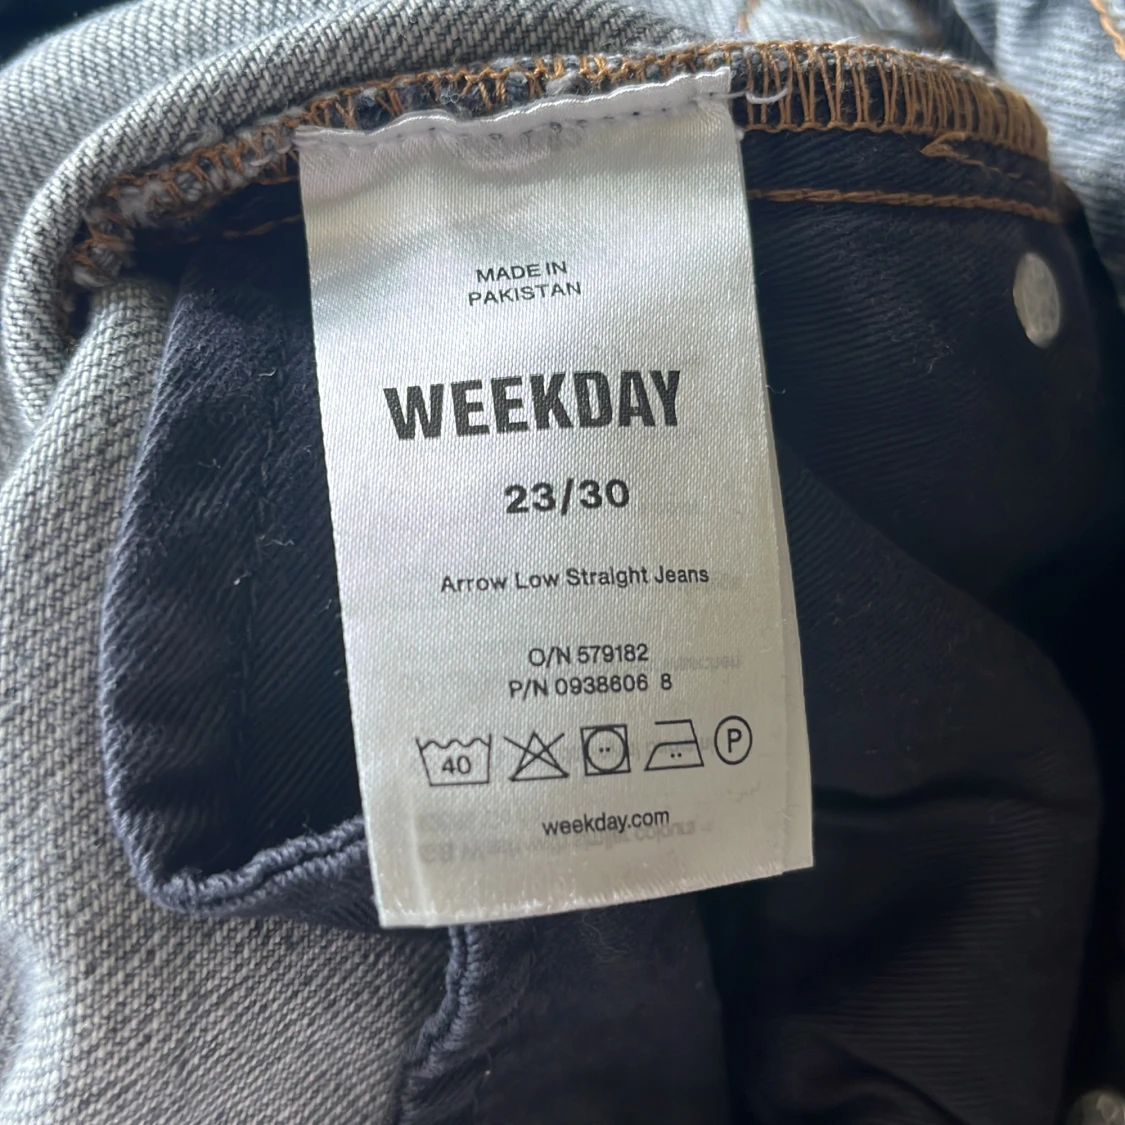 MADE IN
PAKISTAN
WEEKDAY
23/30
Arrow Low Straight Jeans
O/N 579182
P/N 0938606 8
40 P
weekday.com